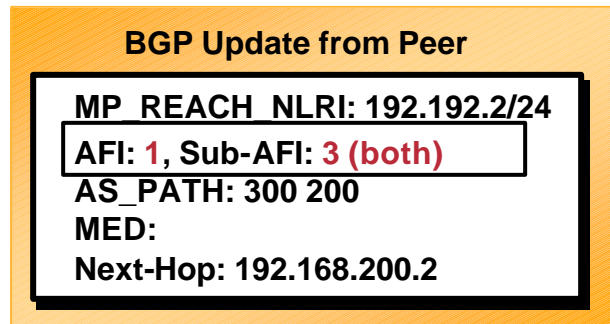 BGP Update from Peer
MP_REACH_NLRI: 192.192.2/24
AFI: 1, Sub-AFI: 3 (both)
AS_PATH: 300 200
MED:
Next-Hop: 192.168.200.2